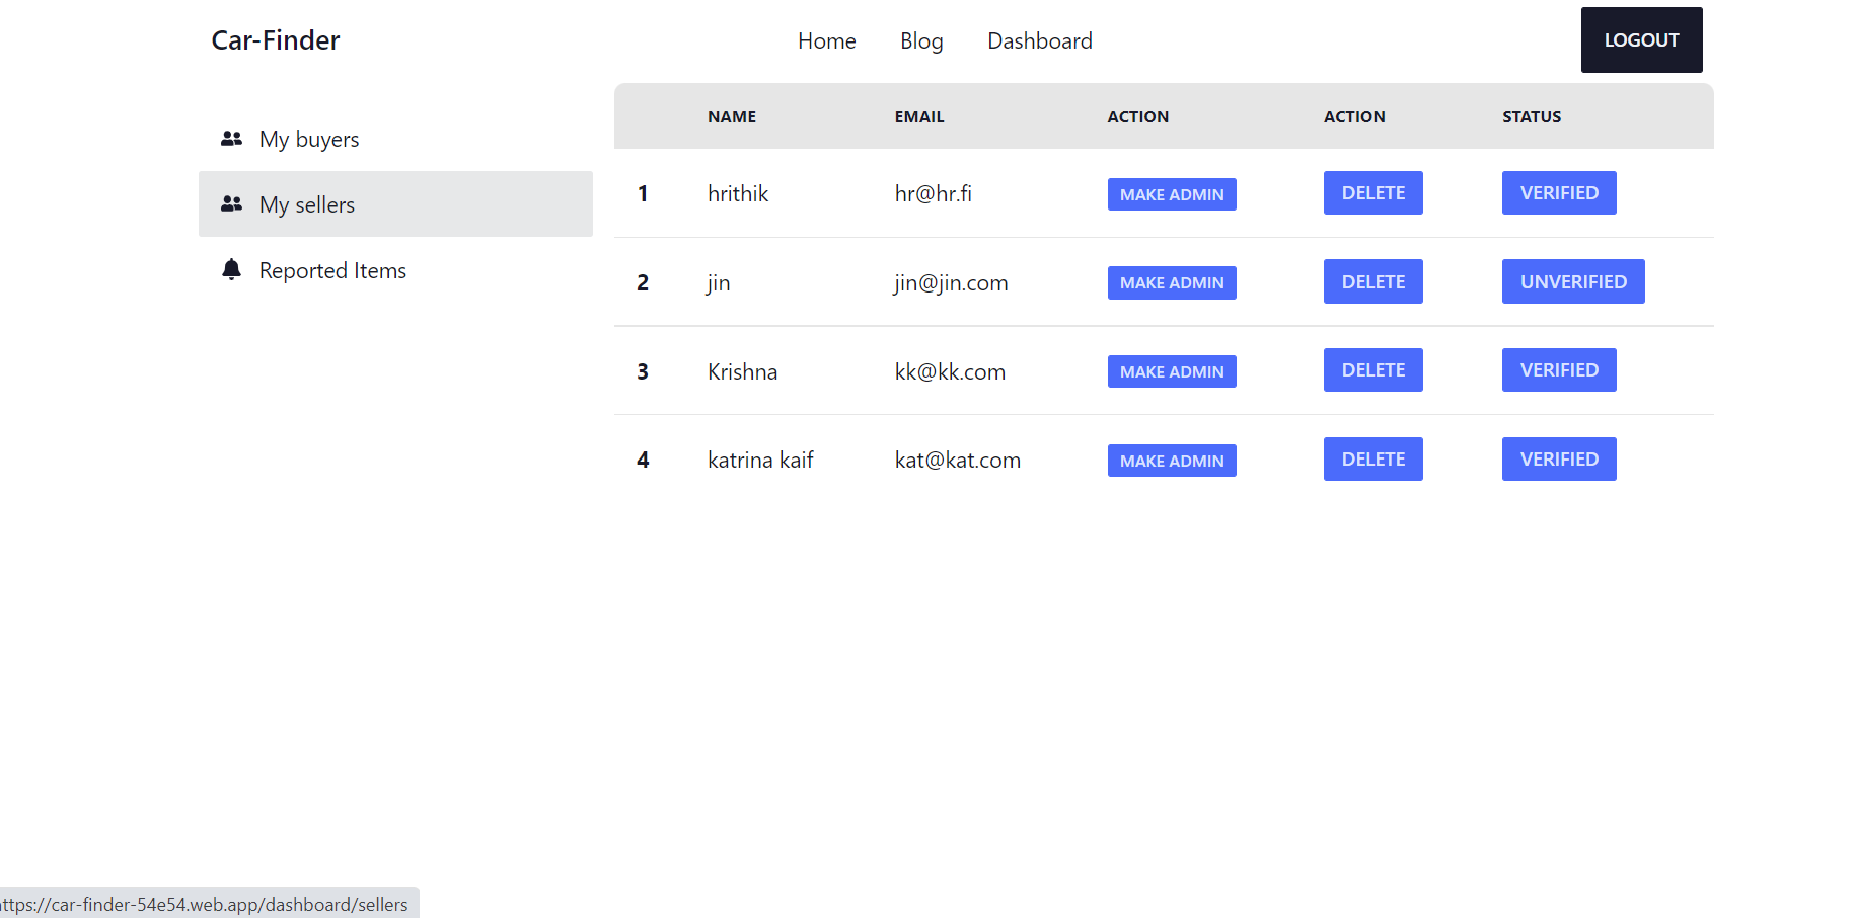 Car-Finder Home Blog Dashboard LOGOUT
My buyers
My sellers
Reported Items
NAME EMAIL ACTION ACTION STATUS
1 hrithik hr@hr.fi MAKE ADMIN DELETE VERIFIED
2 jin jin@jin.com MAKE ADMIN DELETE UNVERIFIED
3 Krishna kk@kk.com MAKE ADMIN DELETE VERIFIED
4 katrina kaif kat@kat.com MAKE ADMIN DELETE VERIFIED
ttps://car-finder-54e54.web.app/dashboard/sellers